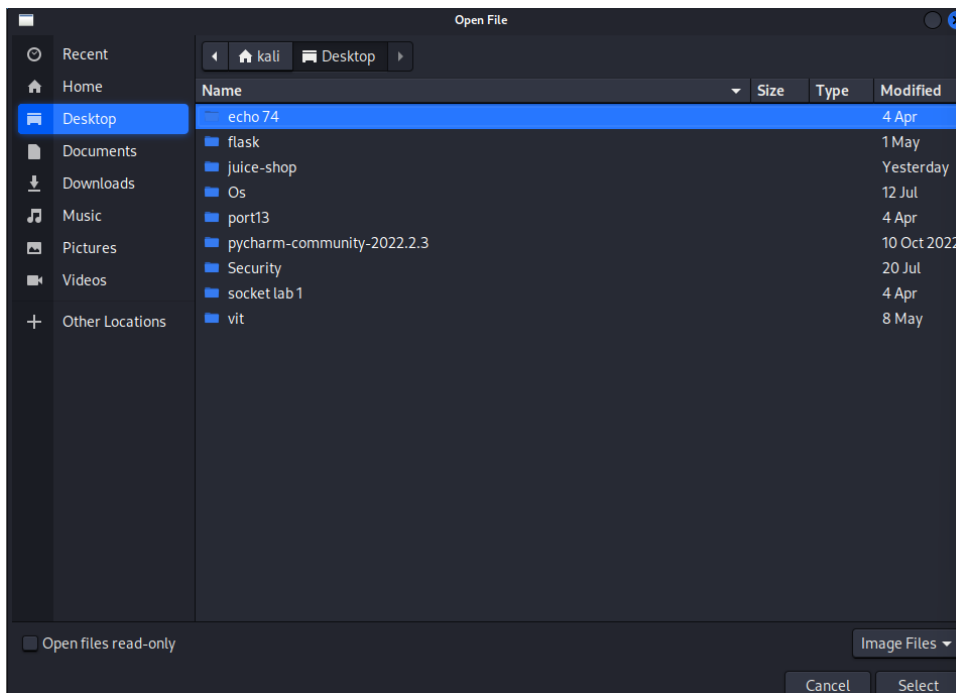 Open File
Recent
Home
Desktop
Documents
Downloads
Music
Pictures
Videos
Other Locations
kali Desktop
Name Size Type Modified
echo 74 4 Apr
flask 1 May
juice-shop Yesterday
Os 12 Jul
port13 4 Apr
pycharm-community-2022.2.3 10 Oct 2022
Security 20 Jul
socket lab 1 4 Apr
vit 8 May
Open files read-only Image Files
Cancel Select